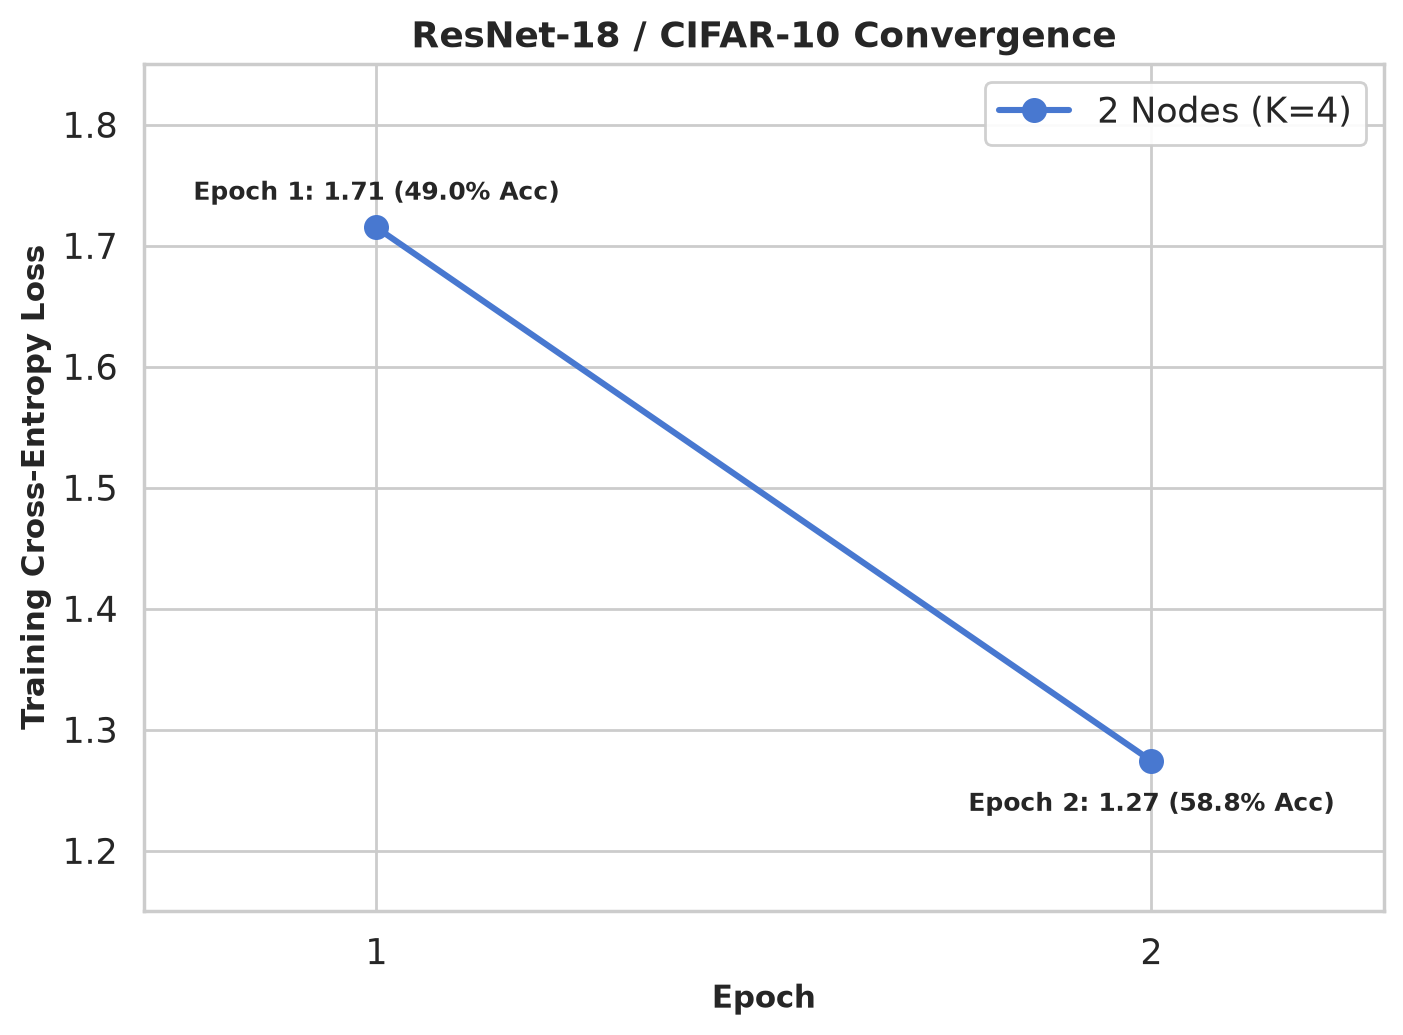 ResNet-18 / CIFAR-10 Convergence
2 Nodes (K=4)
Training Cross-Entropy Loss
1.8
1.7
1.6
1.5
1.4
1.3
1.2
Epoch 1: 1.71 (49.0% Acc)
Epoch 2: 1.27 (58.8% Acc)
1
2
Epoch